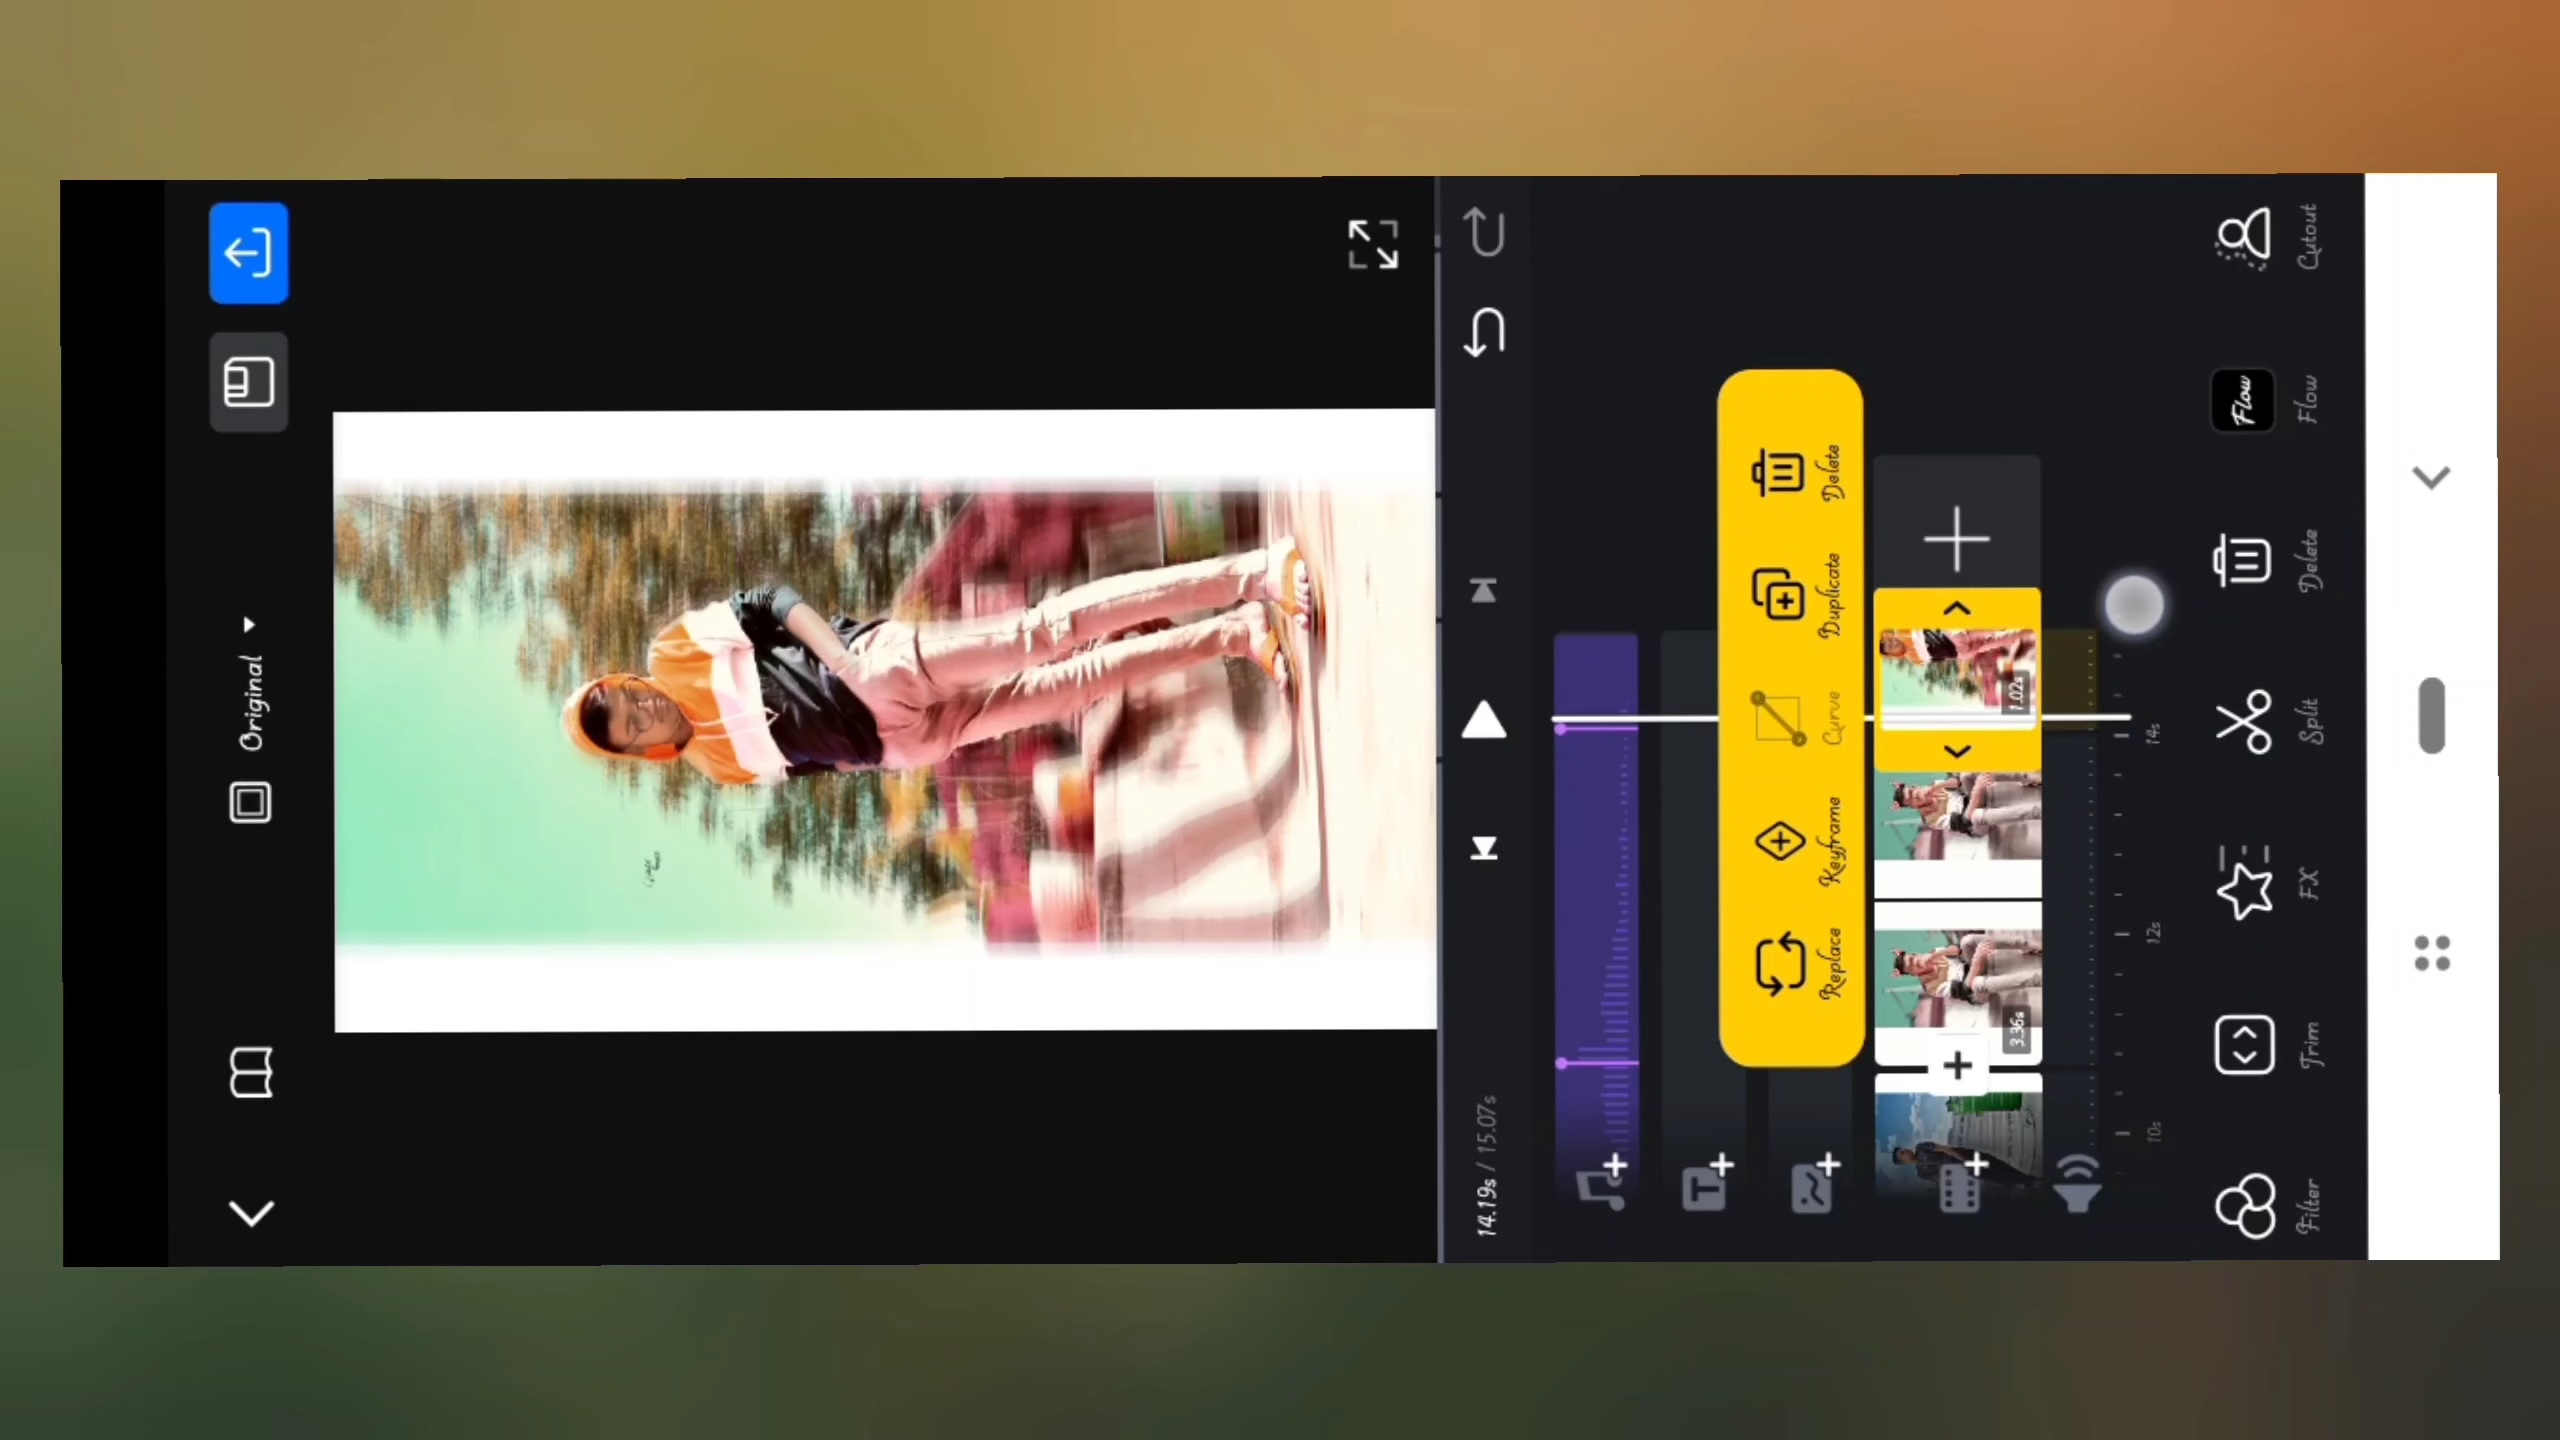 Original
14.19s / 15.07s
Replace
Keyframe
Curve
Duplicate
Delete
3.36s
1.02s
10s
12s
14s
Filter
Trim
FX
Split
Delete
Flow
Flow
Cutout